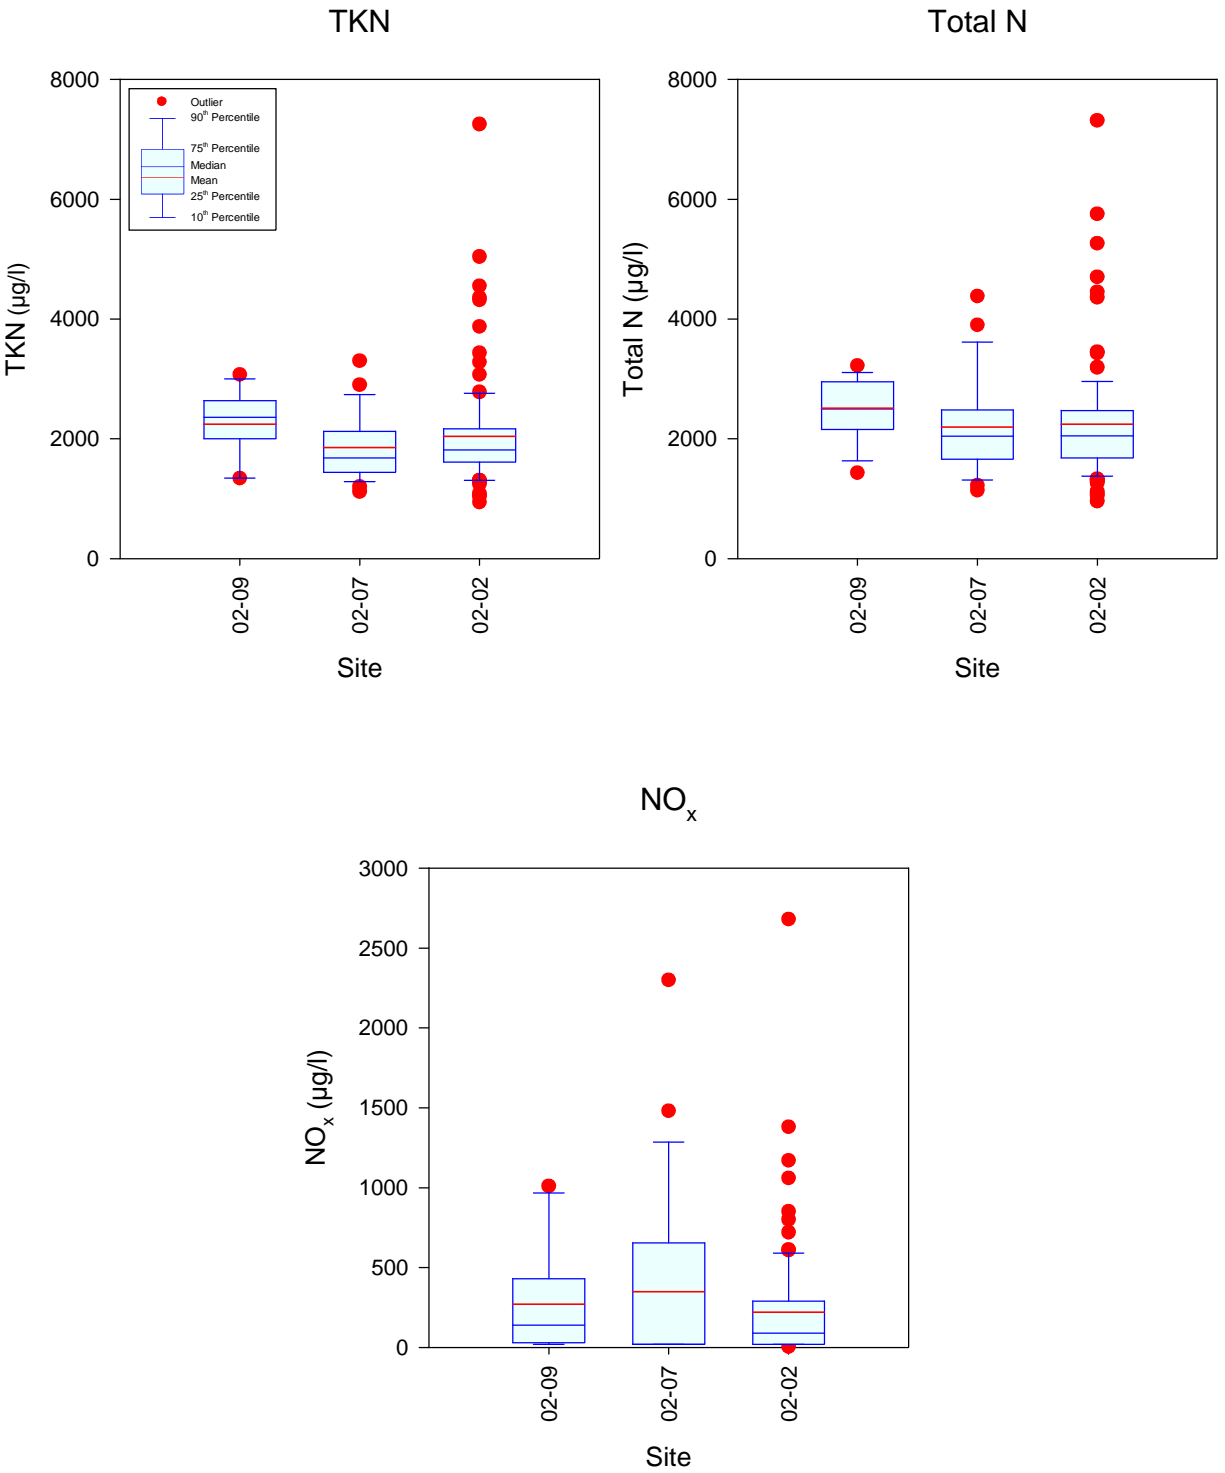 TKN
8000
6000
4000
2000
0
TKN (µg/l)
Outlier
90th Percentile
75th Percentile
Median
Mean
25th Percentile
10th Percentile
02-09
02-07
02-02
Site
Total N
8000
6000
4000
2000
0
Total N (µg/l)
02-09
02-07
02-02
Site
NOx
3000
2500
2000
1500
1000
500
0
NOx (µg/l)
02-09
02-07
02-02
Site